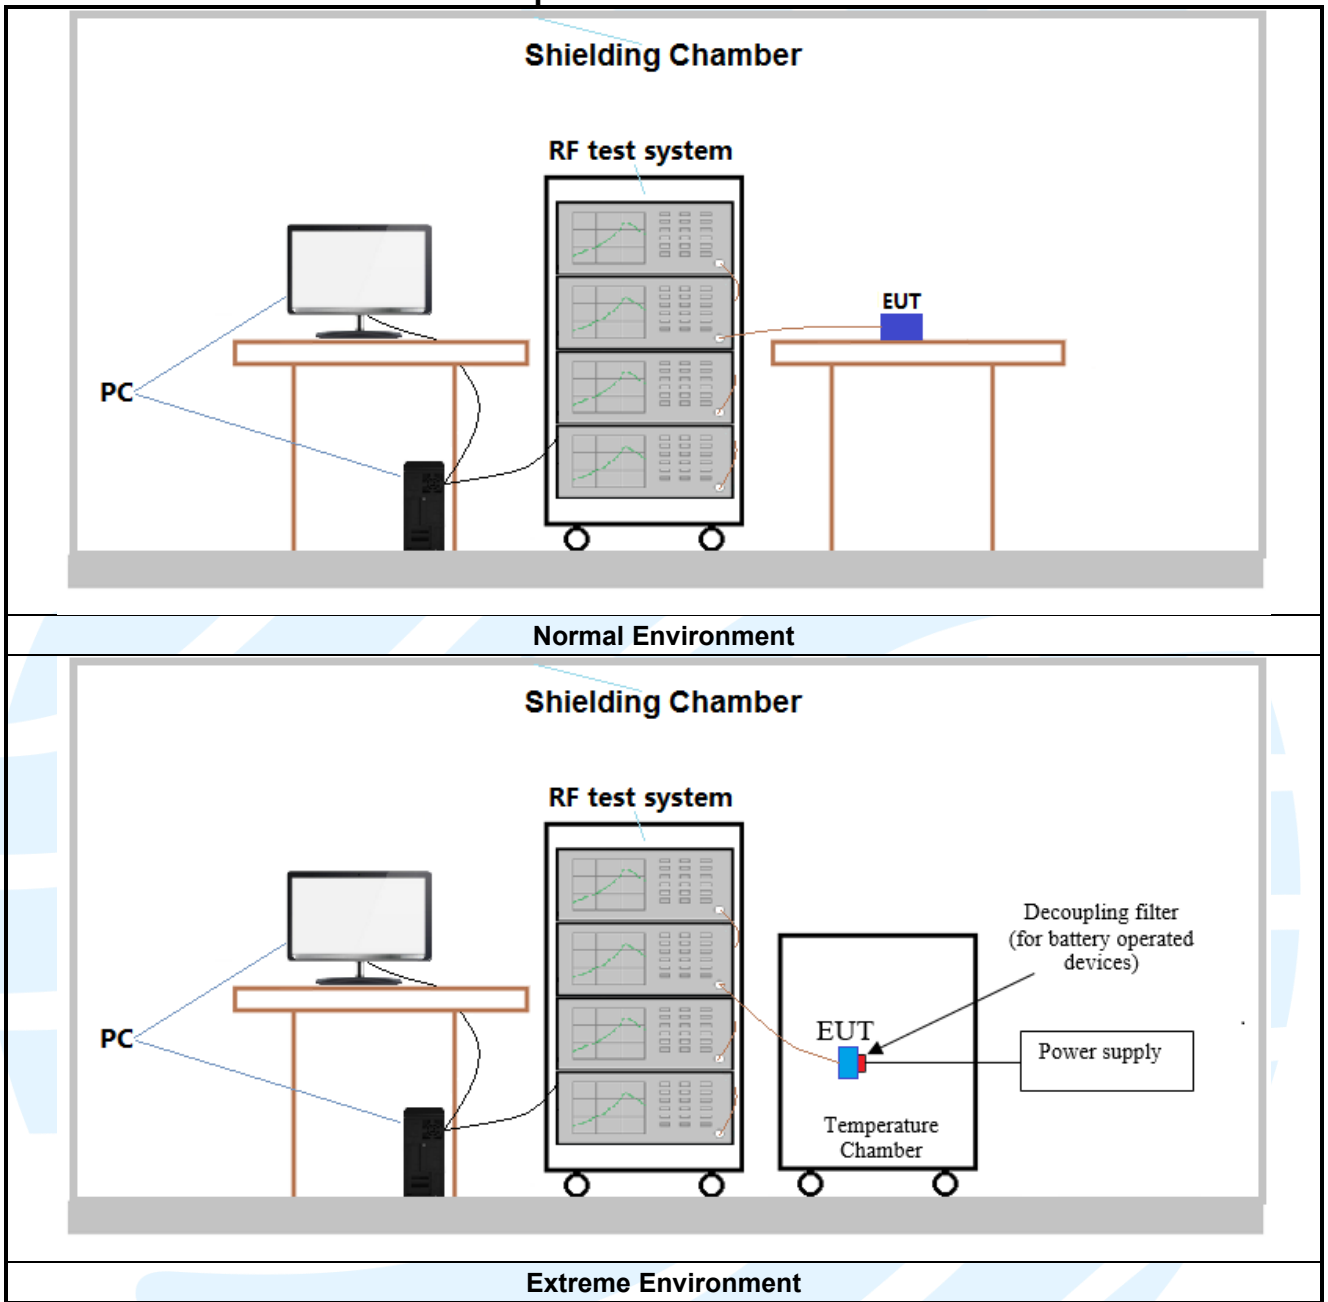 Shielding Chamber
RF test system
EUT
PC
Normal Environment
Shielding Chamber
RF test system
Decoupling filter
(for battery operated
devices)
EUT
PC
Power supply
Temperature
Chamber
Extreme Environment